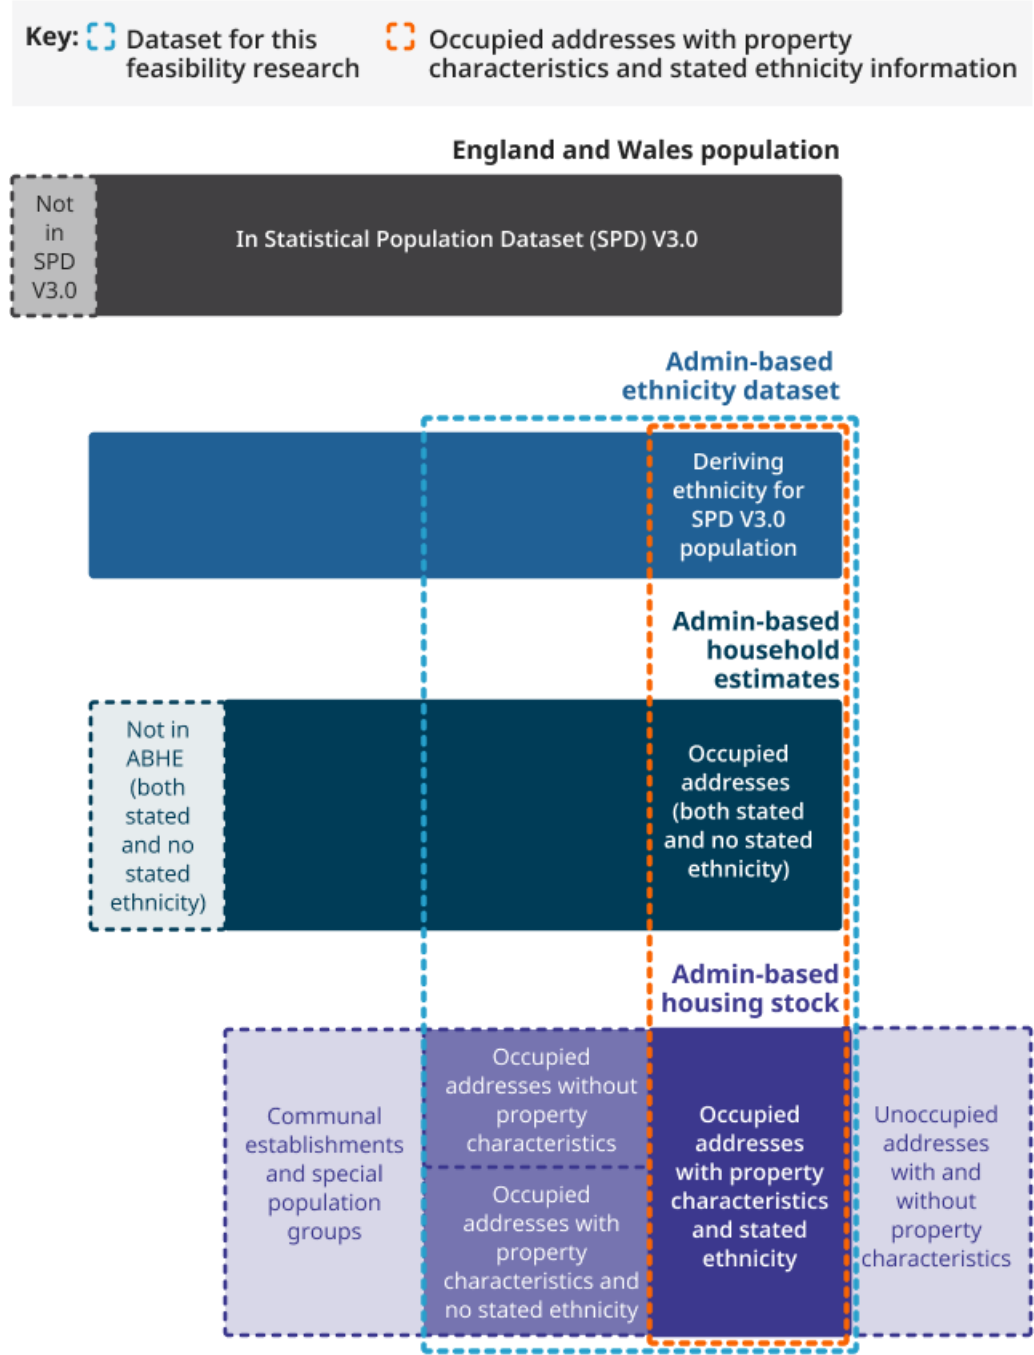 Key:
Dataset for this
feasibility research
Occupied addresses with property
characteristics and stated ethnicity information
England and Wales population
Not
in
SPD
V3.0
In Statistical Population Dataset (SPD) V3.0
Admin-based
ethnicity dataset
Deriving
ethnicity for
SPD V3.0
population
Admin-based
household
estimates
Not in
ABHE
(both
stated
and no
stated
ethnicity)
Occupied
addresses
(both stated
and no stated
ethnicity)
Admin-based
housing stock
Communal
establishments
and special
population
groups
Occupied
addresses without
property
characteristics
Occupied
addresses with
property
characteristics and
no stated ethnicity
Occupied
addresses
with property
characteristics
and stated
ethnicity
Unoccupied
addresses
with and
without
property
characteristics